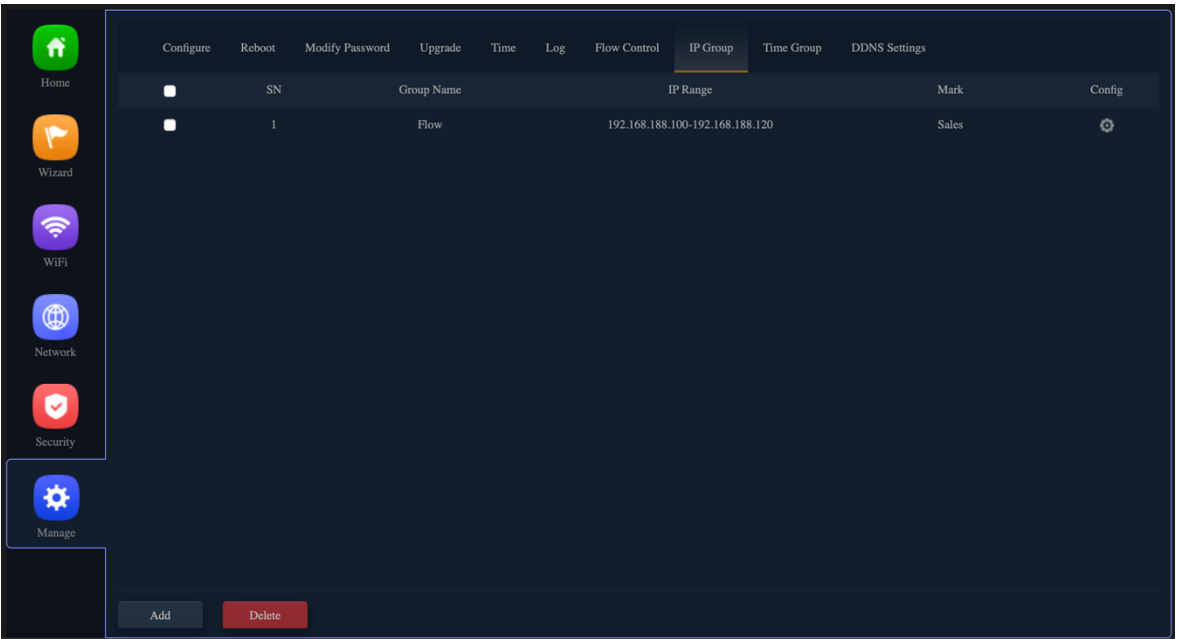 Home
Wizard
WiFi
Network
Security
Manage
Configure Reboot Modify Password Upgrade Time Log Flow Control IP Group Time Group DDNS Settings
SN Group Name IP Range Mark Config
1 Flow 192.168.188.100-192.168.188.120 Sales
Add Delete